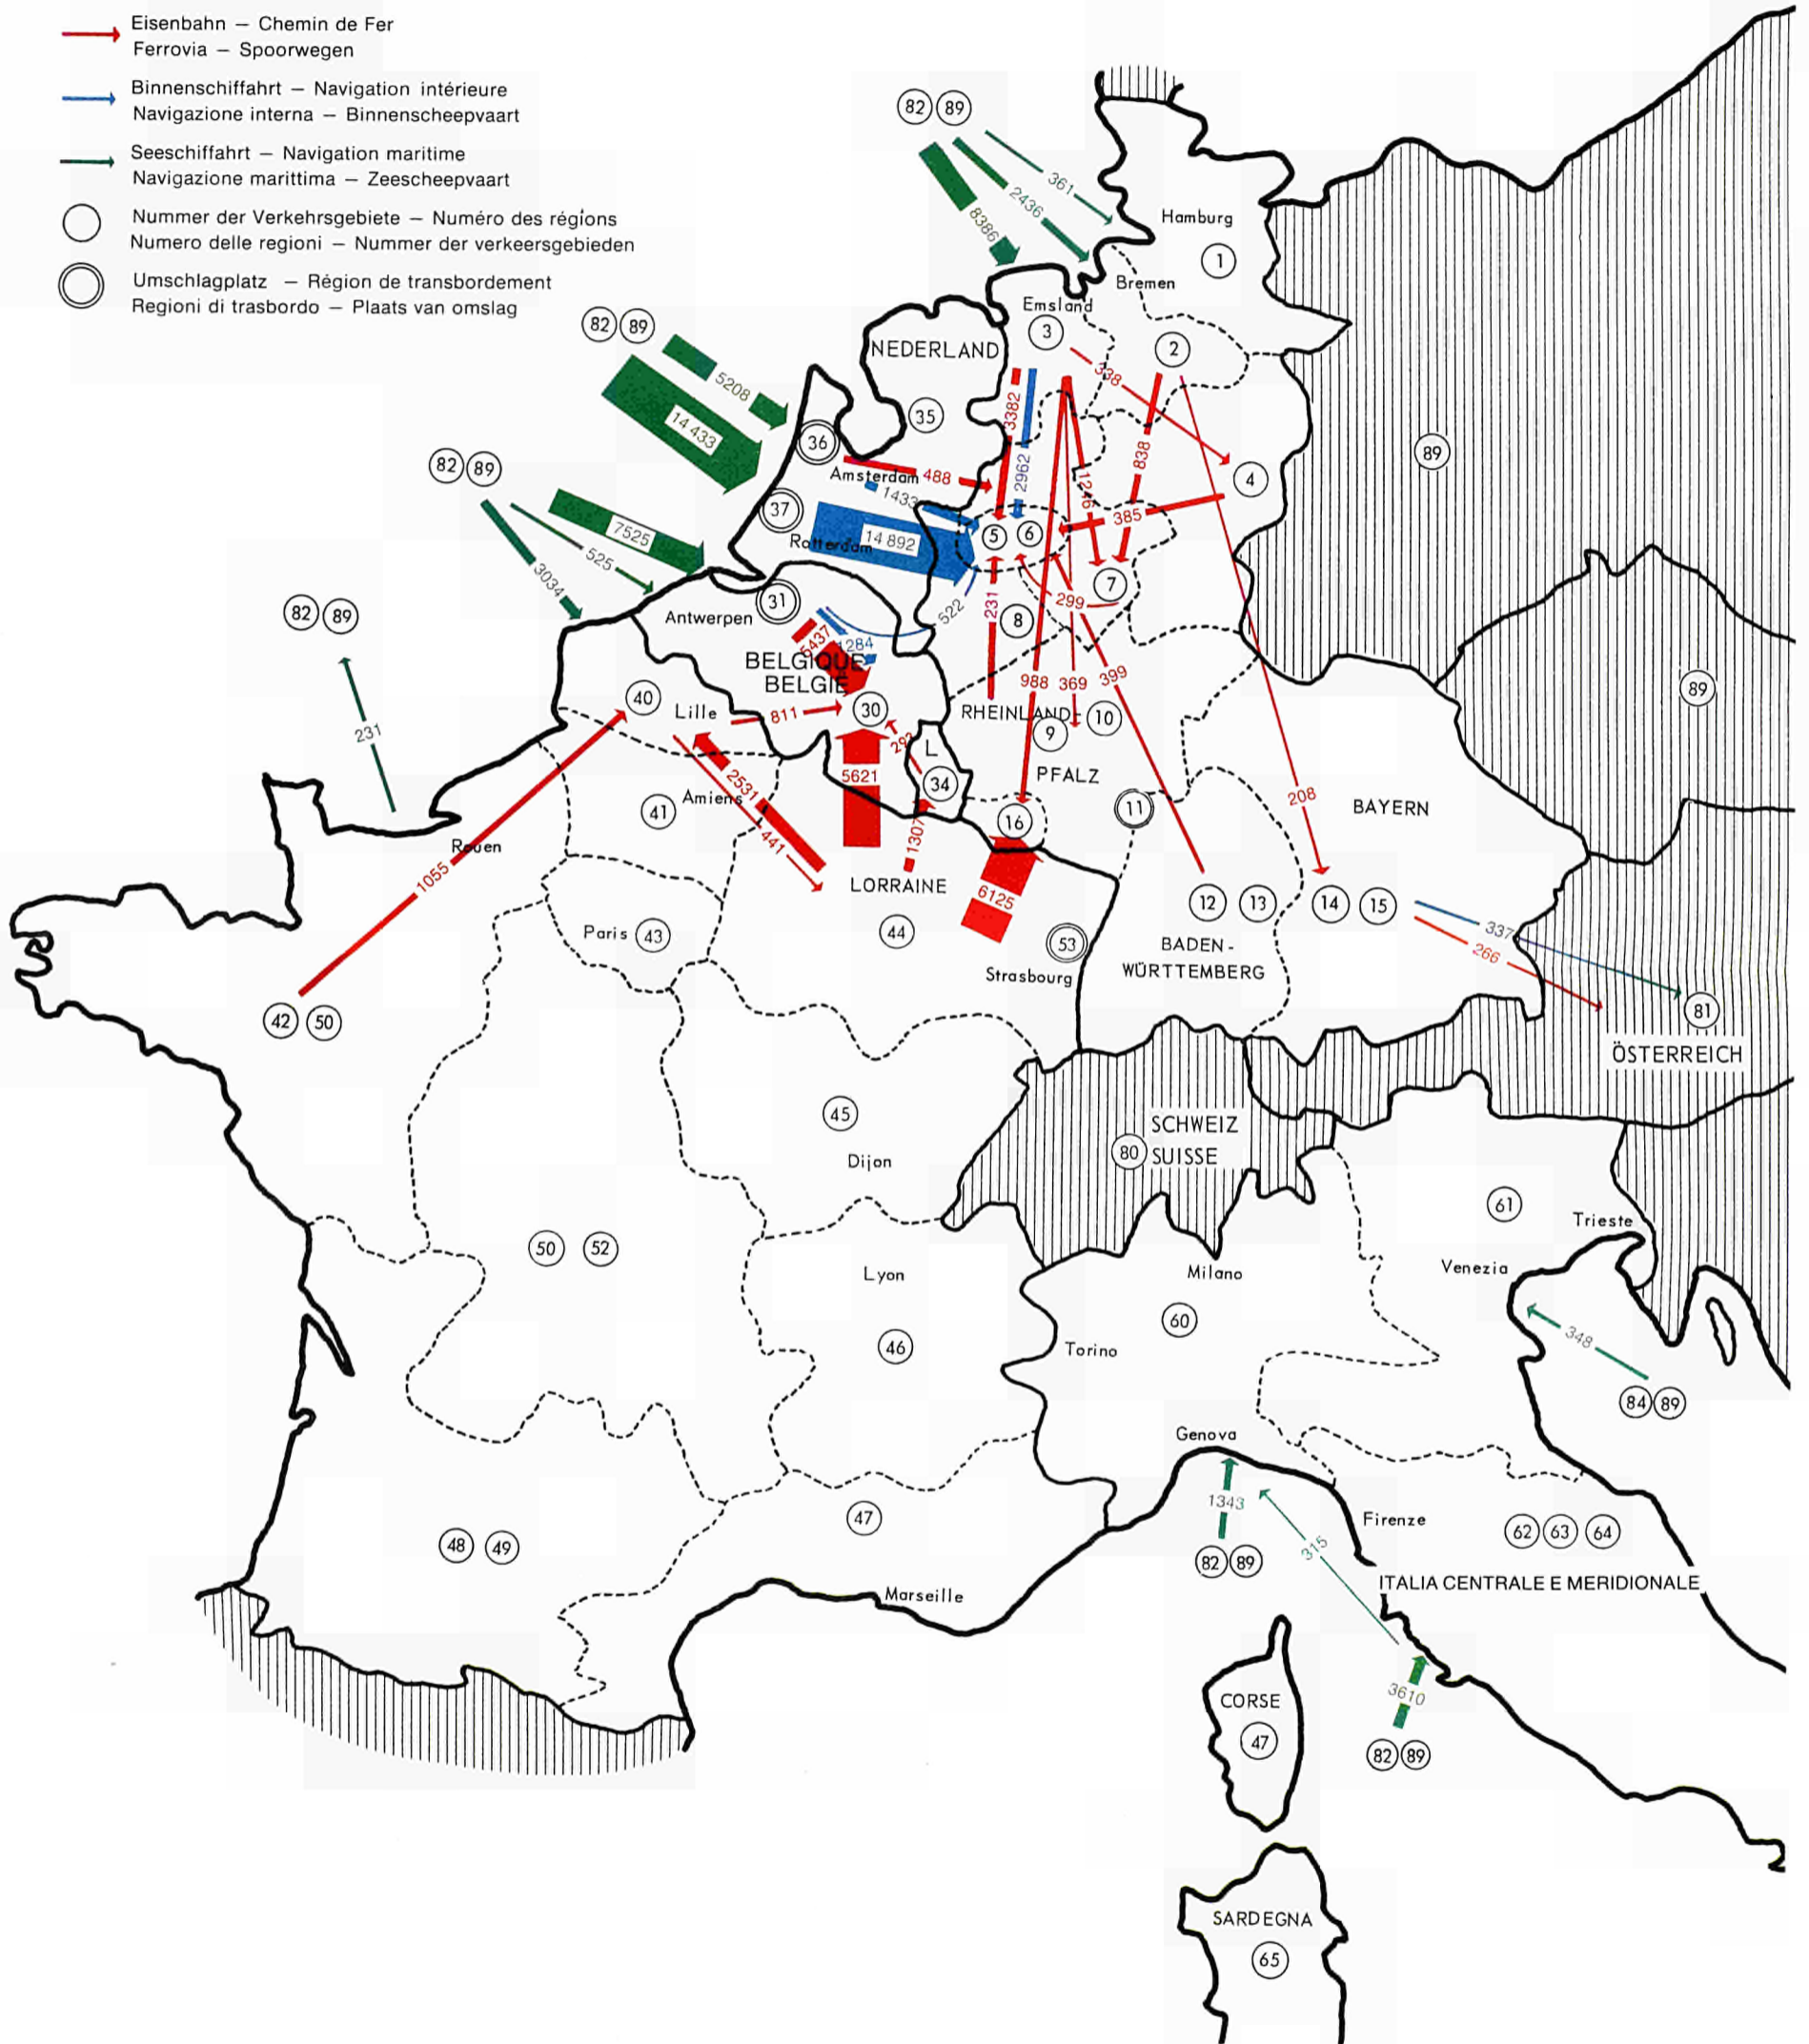 Eisenbahn – Chemin de Fer
Ferrovia – Spoorwegen
Binnenschiffahrt – Navigation intérieure
Navigazione interna – Binnenscheepvaart
Seeschiffahrt – Navigation maritime
Navigazione marittima – Zeescheepvaart
Nummer der Verkehrsgebiete – Numéro des régions
Numero delle regioni – Nummer der verkeersgebieden
Umschlagplatz – Région de transbordement
Regioni di trasbordo – Plaats van omslag
82 89
361
2436
8386
Hamburg
1
Bremen
Emsland
3
2
82 89
5208
14 433
NEDERLAND
35
36
338
3382
2962
838
1216
4
89
82 89
Amsterdam 488
1433
37
Rotterdam
14 892
5 6
385
7
7525
525
3034
31
Antwerpen
522
231
299
8
82 89
5437
1284
BELGIQUE
BELGIË
988 369 399
89
40
Lille
811
30
RHEINLAND-
10
9
231
292
L
34
PFALZ
5621
2531
41
Amiens
441
1307
16
11
208
BAYERN
Rouen
1055
LORRAINE
6125
12 13
14 15
Paris 43
44
53
Strasbourg
BADEN-
WÜRTTEMBERG
337
266
42 50
81
ÖSTERREICH
45
Dijon
SCHWEIZ
80 SUISSE
61
Trieste
50 52
Lyon
Milano
Venezia
46
60
Torino
348
84 89
Genova
1343
47
Firenze
48 49
82 89
315
62 63 64
ITALIA CENTRALE E MERIDIONALE
Marseille
CORSE
47
3610
82 89
SARDEGNA
65